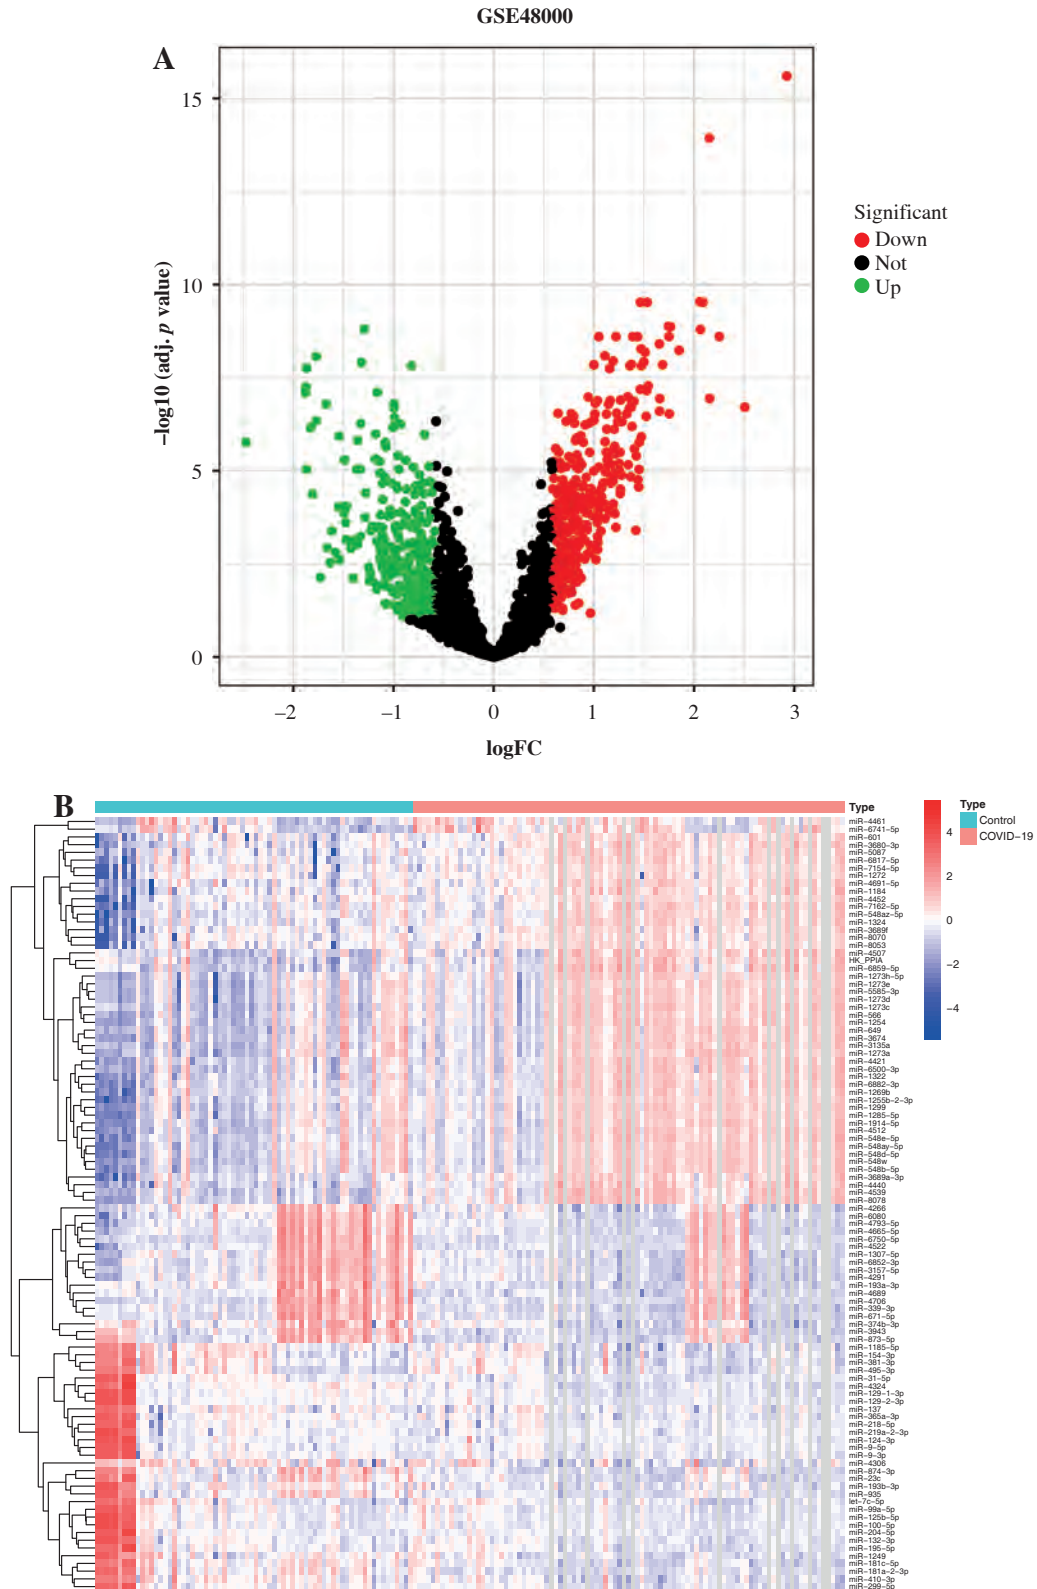 GSE48000
A
15
10
5
0
−log10 (adj. p value)
−2
−1
0
1
2
3
logFC
Significant
Down
Not
Up
B
Type
miR−4461
miR−6741−5p
miR−601
miR−3680−3p
miR−5087
miR−6817−5p
miR−7154−5p
miR−1272
miR−4691−5p
miR−1184
miR−4452
miR−7162−5p
miR−548az−5p
miR−1324
miR−3689f
miR−8070
miR−8053
miR−4507
HK_PPIA
miR−6859−5p
miR−1273h−5p
miR−1273e
miR−5585−3p
miR−1273d
miR−1273c
miR−566
miR−1254
miR−649
miR−3674
miR−3135a
miR−1273a
miR−4421
miR−6500−3p
miR−1322
miR−6882−3p
miR−1269b
miR−1255b−2−3p
miR−1299
miR−1285−5p
miR−1914−5p
miR−4512
miR−548e−5p
miR−548ay−5p
miR−548d−5p
miR−548w
miR−548b−5p
miR−3689a−3p
miR−4440
miR−4539
miR−8078
miR−4266
miR−6080
miR−4793−5p
miR−4665−5p
miR−6750−5p
miR−4522
miR−1307−5p
miR−6852−3p
miR−3157−5p
miR−4291
miR−193a−3p
miR−4689
miR−4706
miR−339−3p
miR−671−5p
miR−374b−3p
miR−3943
miR−873−5p
miR−1185−5p
miR−154−3p
miR−381−3p
miR−495−3p
miR−31−5p
miR−4324
miR−129−1−3p
miR−129−2−3p
miR−137
miR−365a−3p
miR−218−5p
miR−219a−2−3p
miR−124−3p
miR−9−5p
miR−9−3p
miR−4306
miR−874−3p
miR−23c
miR−193b−3p
miR−935
let−7c−5p
miR−99a−5p
miR−125b−5p
miR−100−5p
miR−204−5p
miR−132−3p
miR−195−5p
miR−1249
miR−181c−5p
miR−181a−2−3p
miR−410−3p
miR−299−5p
4
2
0
−2
−4
Type
Control
COVID−19